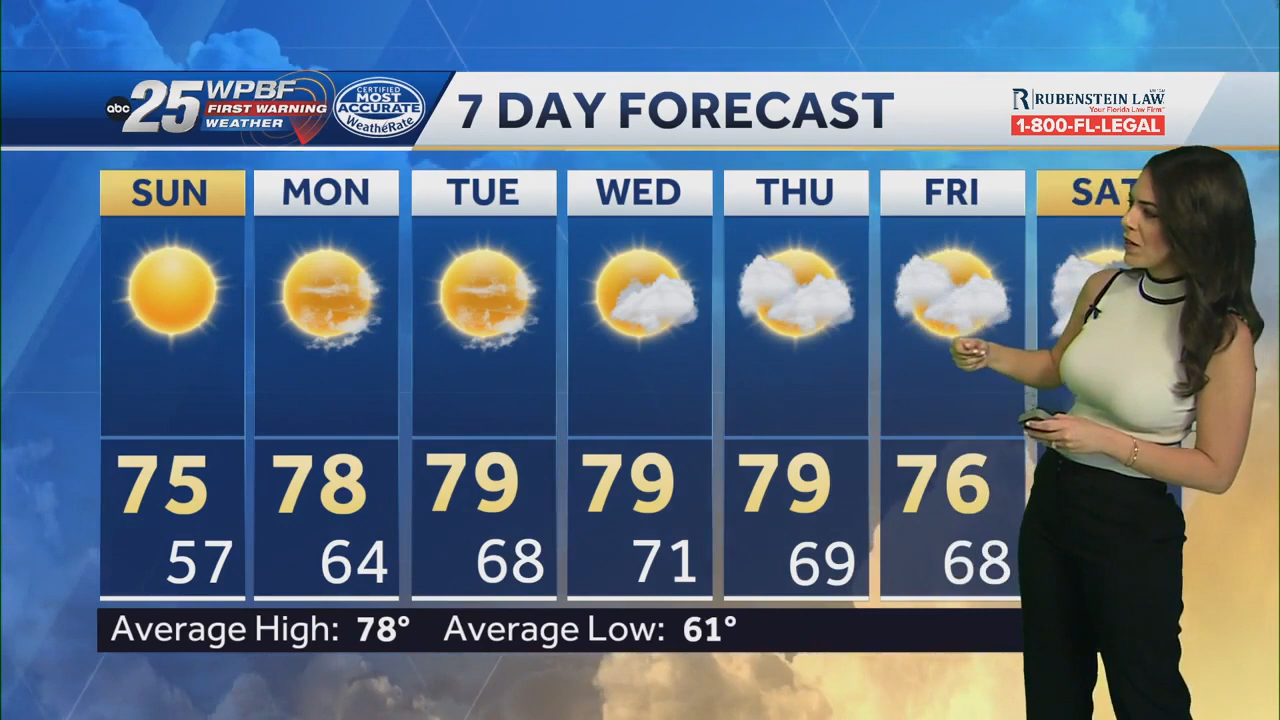 abc 25 WPBF
FIRST WARNING
WEATHER
CERTIFIED
MOST
ACCURATE
WeatheRate
7 DAY FORECAST
RUBENSTEIN LAW
Your Florida Law Firm
1-800-FL-LEGAL
SUN MON TUE WED THU FRI SAT
75 78 79 79 79 76
57 64 68 71 69 68
Average High: 78° Average Low: 61°